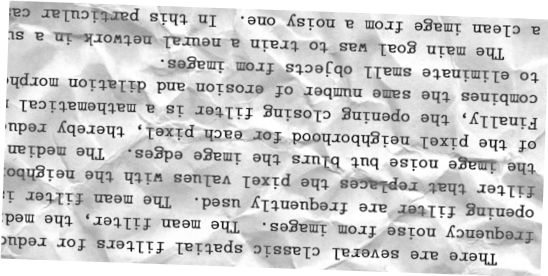 There are several classic spatial filters for reduc
frequency noise from images. The mean filter, the med
opening filter are frequently used. The mean filter i
filter that replaces the pixel values with the neighbo
the image noise but blurs the image edges. The median
of the pixel neighborhood for each pixel, thereby redu
Finally, the opening closing filter is a mathematical
combines the same number of erosion and dilation morph
to eliminate small objects from images.
The main goal was to train a neural network in a su
a clean image from a noisy one. In this particular ca